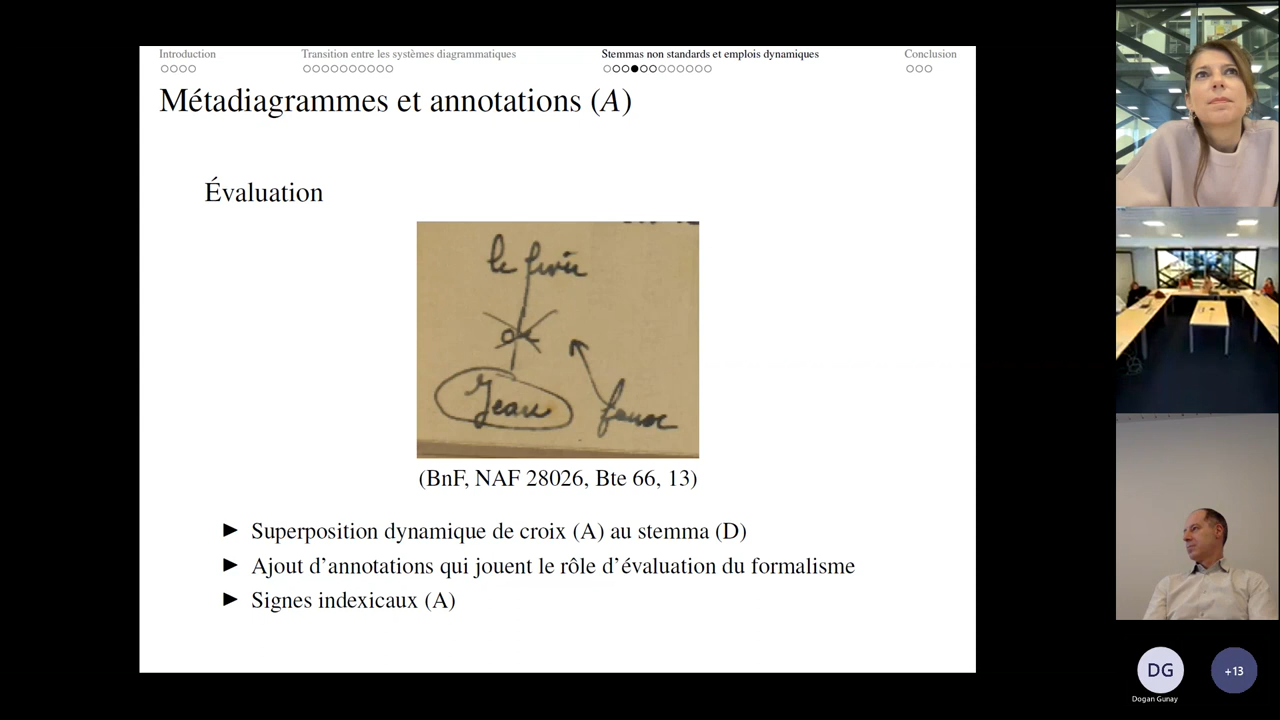 Introduction
Transition entre les systèmes diagrammatiques
Stemmas non standards et emplois dynamiques
Conclusion
Métadiagrammes et annotations (A)
Évaluation
le
de
Jean
faux
(BnF, NAF 28026, Bte 66, 13)
► Superposition dynamique de croix (A) au stemma (D)
► Ajout d’annotations qui jouent le rôle d’évaluation du formalisme
► Signes indexicaux (A)
DG
Dogan Gunay
+13